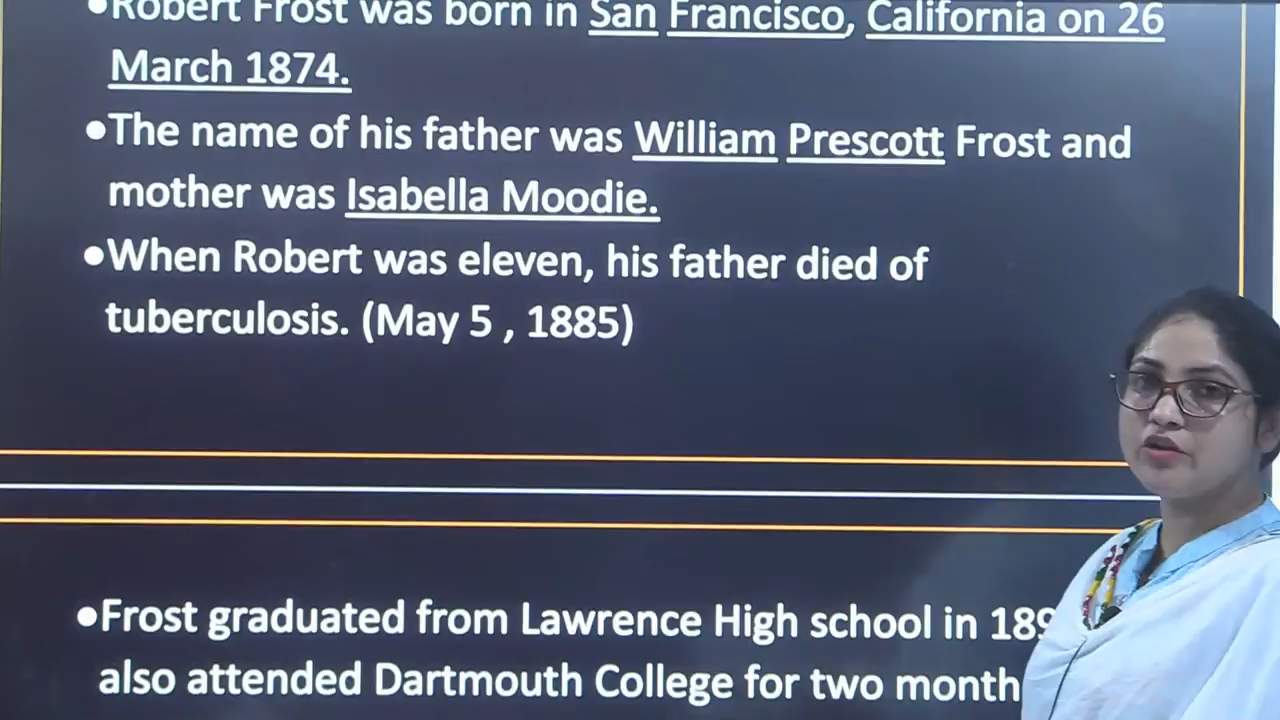 •Robert Frost was born in San Francisco, California on 26
March 1874.
•The name of his father was William Prescott Frost and
mother was Isabella Moodie.
•When Robert was eleven, his father died of
tuberculosis. (May 5 , 1885)
•Frost graduated from Lawrence High school in
also attended Dartmouth College for two